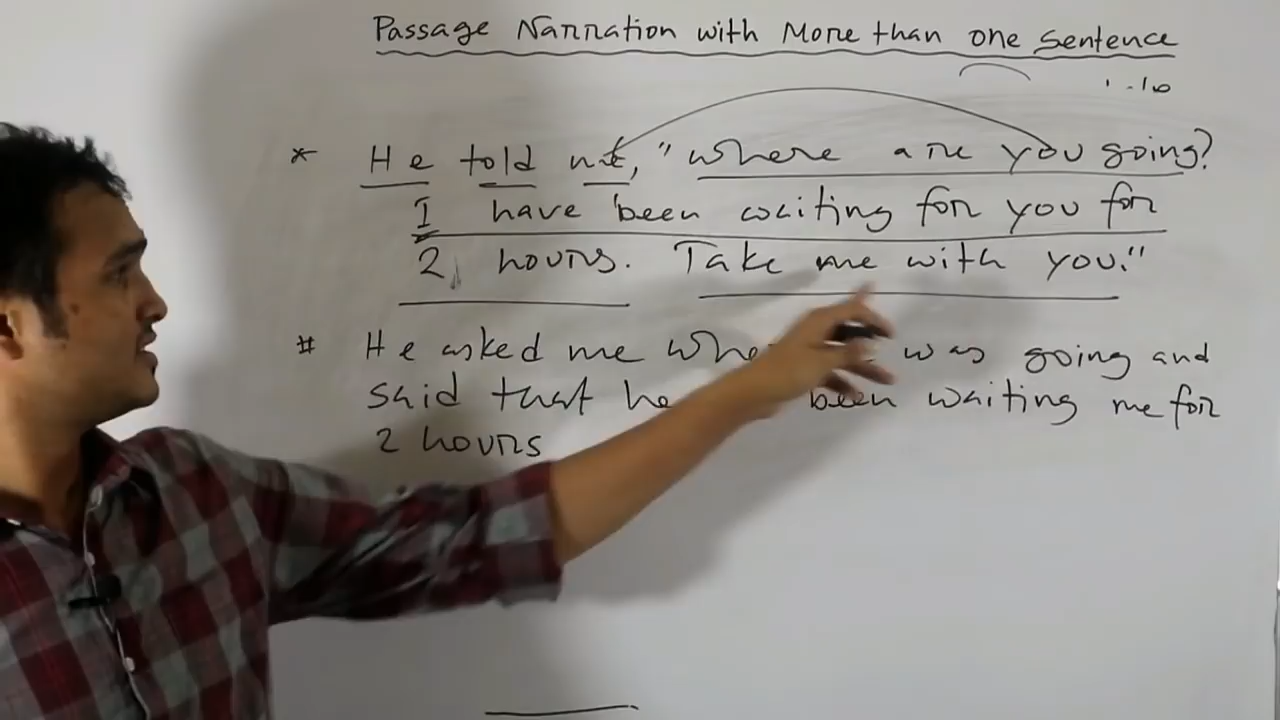 Passage Narration with More than one sentence
1-10
* He told me, "where are you going?
I have been waiting for you for
2 hours. Take me with you."
# He asked me was going and
said that he been waiting me for
2 hours